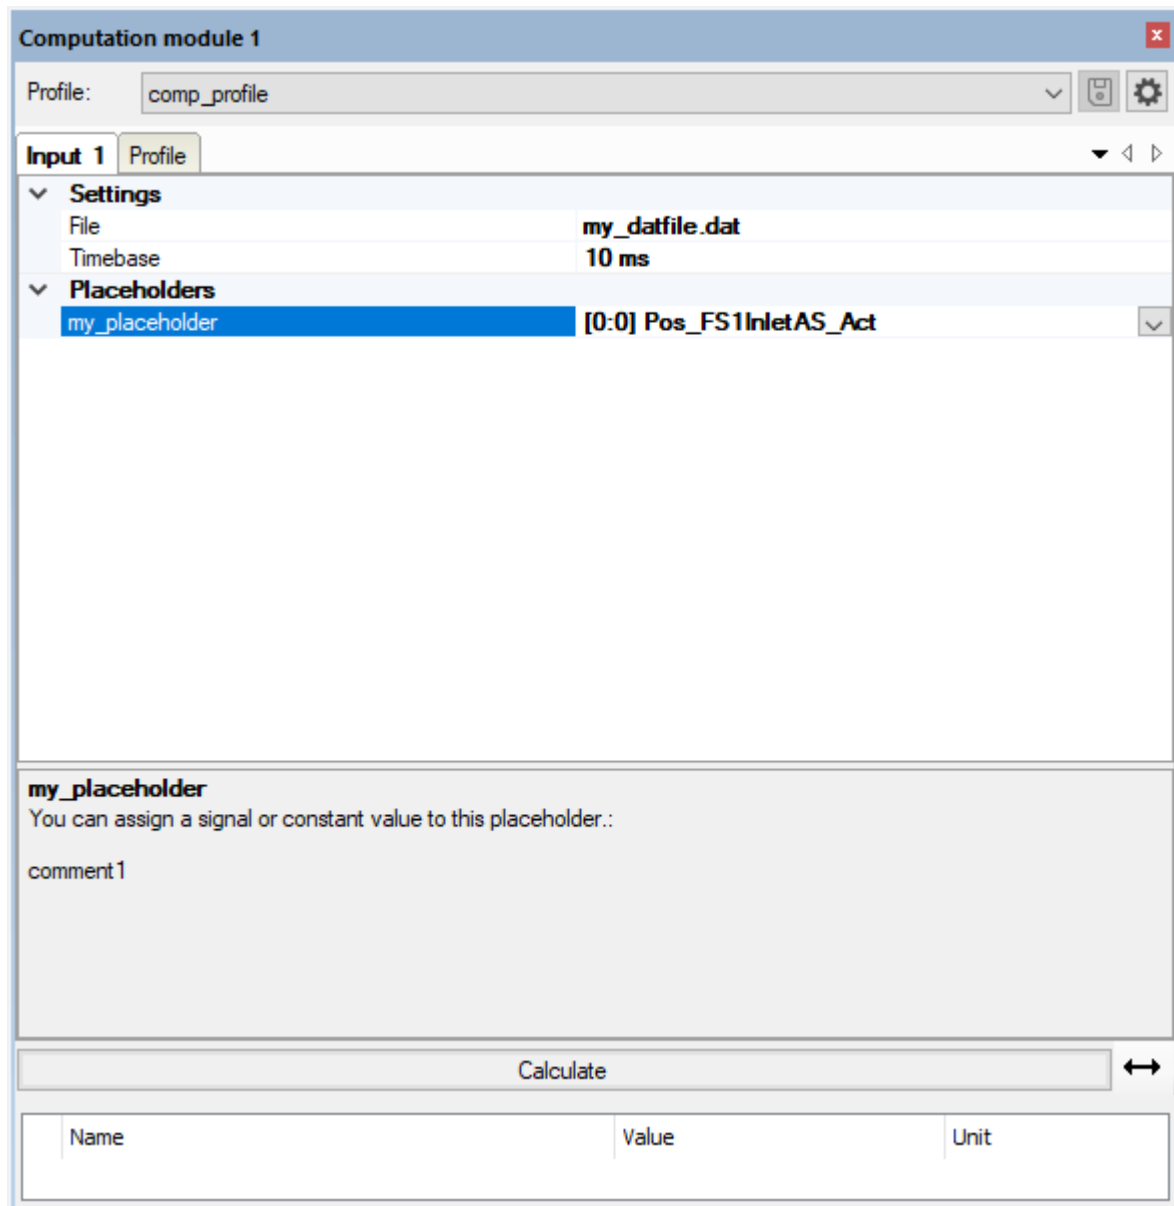 Computation module 1
Profile: comp_profile
Input 1 Profile
Settings
File my_datfile.dat
Timebase 10 ms
Placeholders
my_placeholder [0:0] Pos_FS1InletAS_Act
my_placeholder
You can assign a signal or constant value to this placeholder.:
comment1
Calculate
Name Value Unit